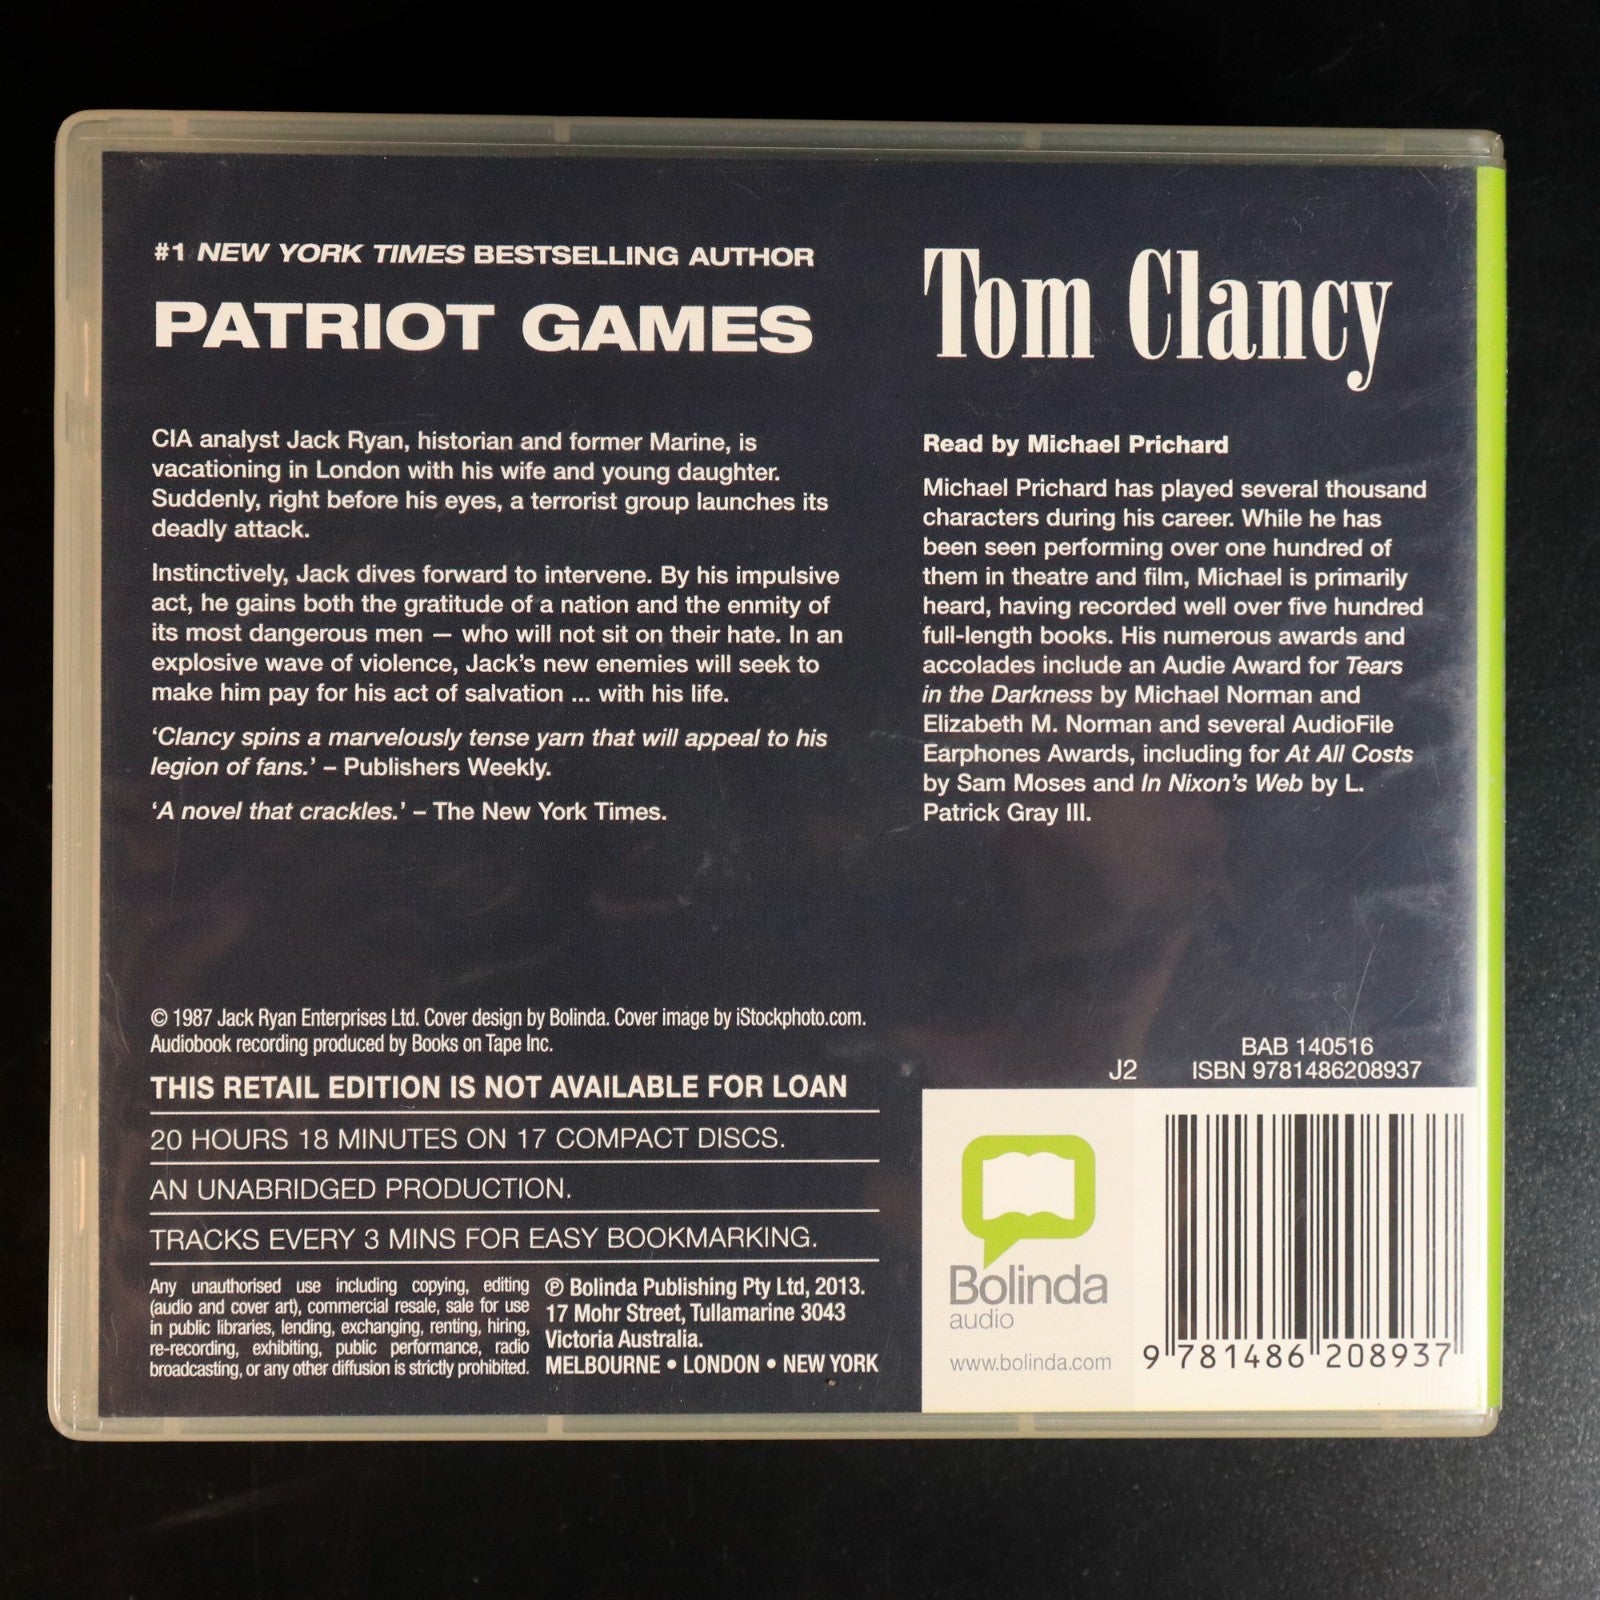 #1 NEW YORK TIMES BESTSELLING AUTHOR
PATRIOT GAMES
CIA analyst Jack Ryan, historian and former Marine, is
vacationing in London with his wife and young daughter.
Suddenly, right before his eyes, a terrorist group launches its
deadly attack.
Instinctively, Jack dives forward to intervene. By his impulsive
act, he gains both the gratitude of a nation and the enmity of
its most dangerous men — who will not sit on their hate. In an
explosive wave of violence, Jack's new enemies will seek to
make him pay for his act of salvation ... with his life.
'Clancy spins a marvelously tense yarn that will appeal to his
legion of fans.' – Publishers Weekly.
'A novel that crackles.' – The New York Times.
Tom Clancy
Read by Michael Prichard
Michael Prichard has played several thousand
characters during his career. While he has
been seen performing over one hundred of
them in theatre and film, Michael is primarily
heard, having recorded well over five hundred
full-length books. His numerous awards and
accolades include an Audie Award for Tears
in the Darkness by Michael Norman and
Elizabeth M. Norman and several AudioFile
Earphones Awards, including for At All Costs
by Sam Moses and In Nixon's Web by L.
Patrick Gray III.
© 1987 Jack Ryan Enterprises Ltd. Cover design by Bolinda. Cover image by iStockphoto.com.
Audiobook recording produced by Books on Tape Inc.
THIS RETAIL EDITION IS NOT AVAILABLE FOR LOAN
20 HOURS 18 MINUTES ON 17 COMPACT DISCS.
AN UNABRIDGED PRODUCTION.
TRACKS EVERY 3 MINS FOR EASY BOOKMARKING.
Any unauthorised use including copying, editing
(audio and cover art), commercial resale, sale for use
in public libraries, lending, exchanging, renting, hiring,
re-recording, exhibiting, public performance, radio
broadcasting, or any other diffusion is strictly prohibited.
℗ Bolinda Publishing Pty Ltd, 2013.
17 Mohr Street, Tullamarine 3043
Victoria Australia.
MELBOURNE • LONDON • NEW YORK
BAB 140516
J2 ISBN 9781486208937
Bolinda
audio
www.bolinda.com
9 781486 208937